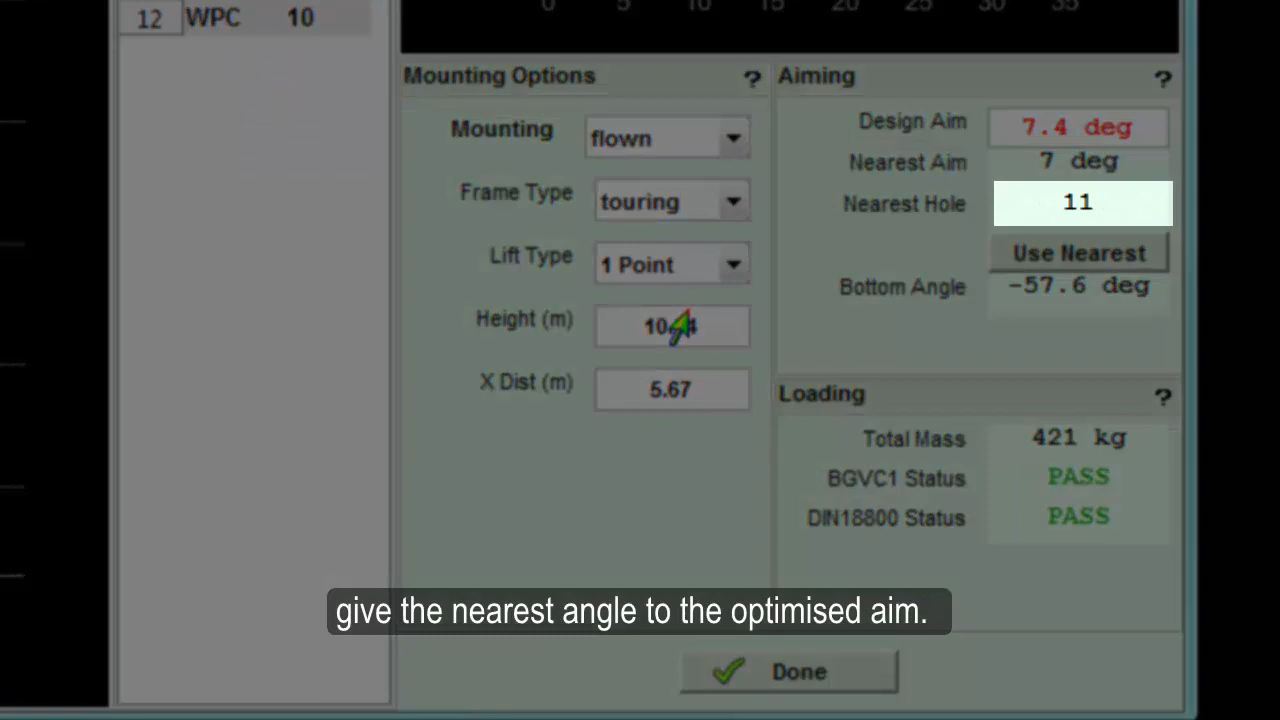 12 WPC 10
0 5 10 15 20 25 30 35
Mounting Options ?
Mounting flown
Frame Type touring
Lift Type 1 Point
Height (m)
X Dist (m) 5.67
Aiming ?
Design Aim 7.4 deg
Nearest Aim 7 deg
Nearest Hole 11
Use Nearest
Bottom Angle -57.6 deg
Loading ?
Total Mass 421 kg
BGVC1 Status PASS
DIN18800 Status PASS
give the nearest angle to the optimised aim.
Done